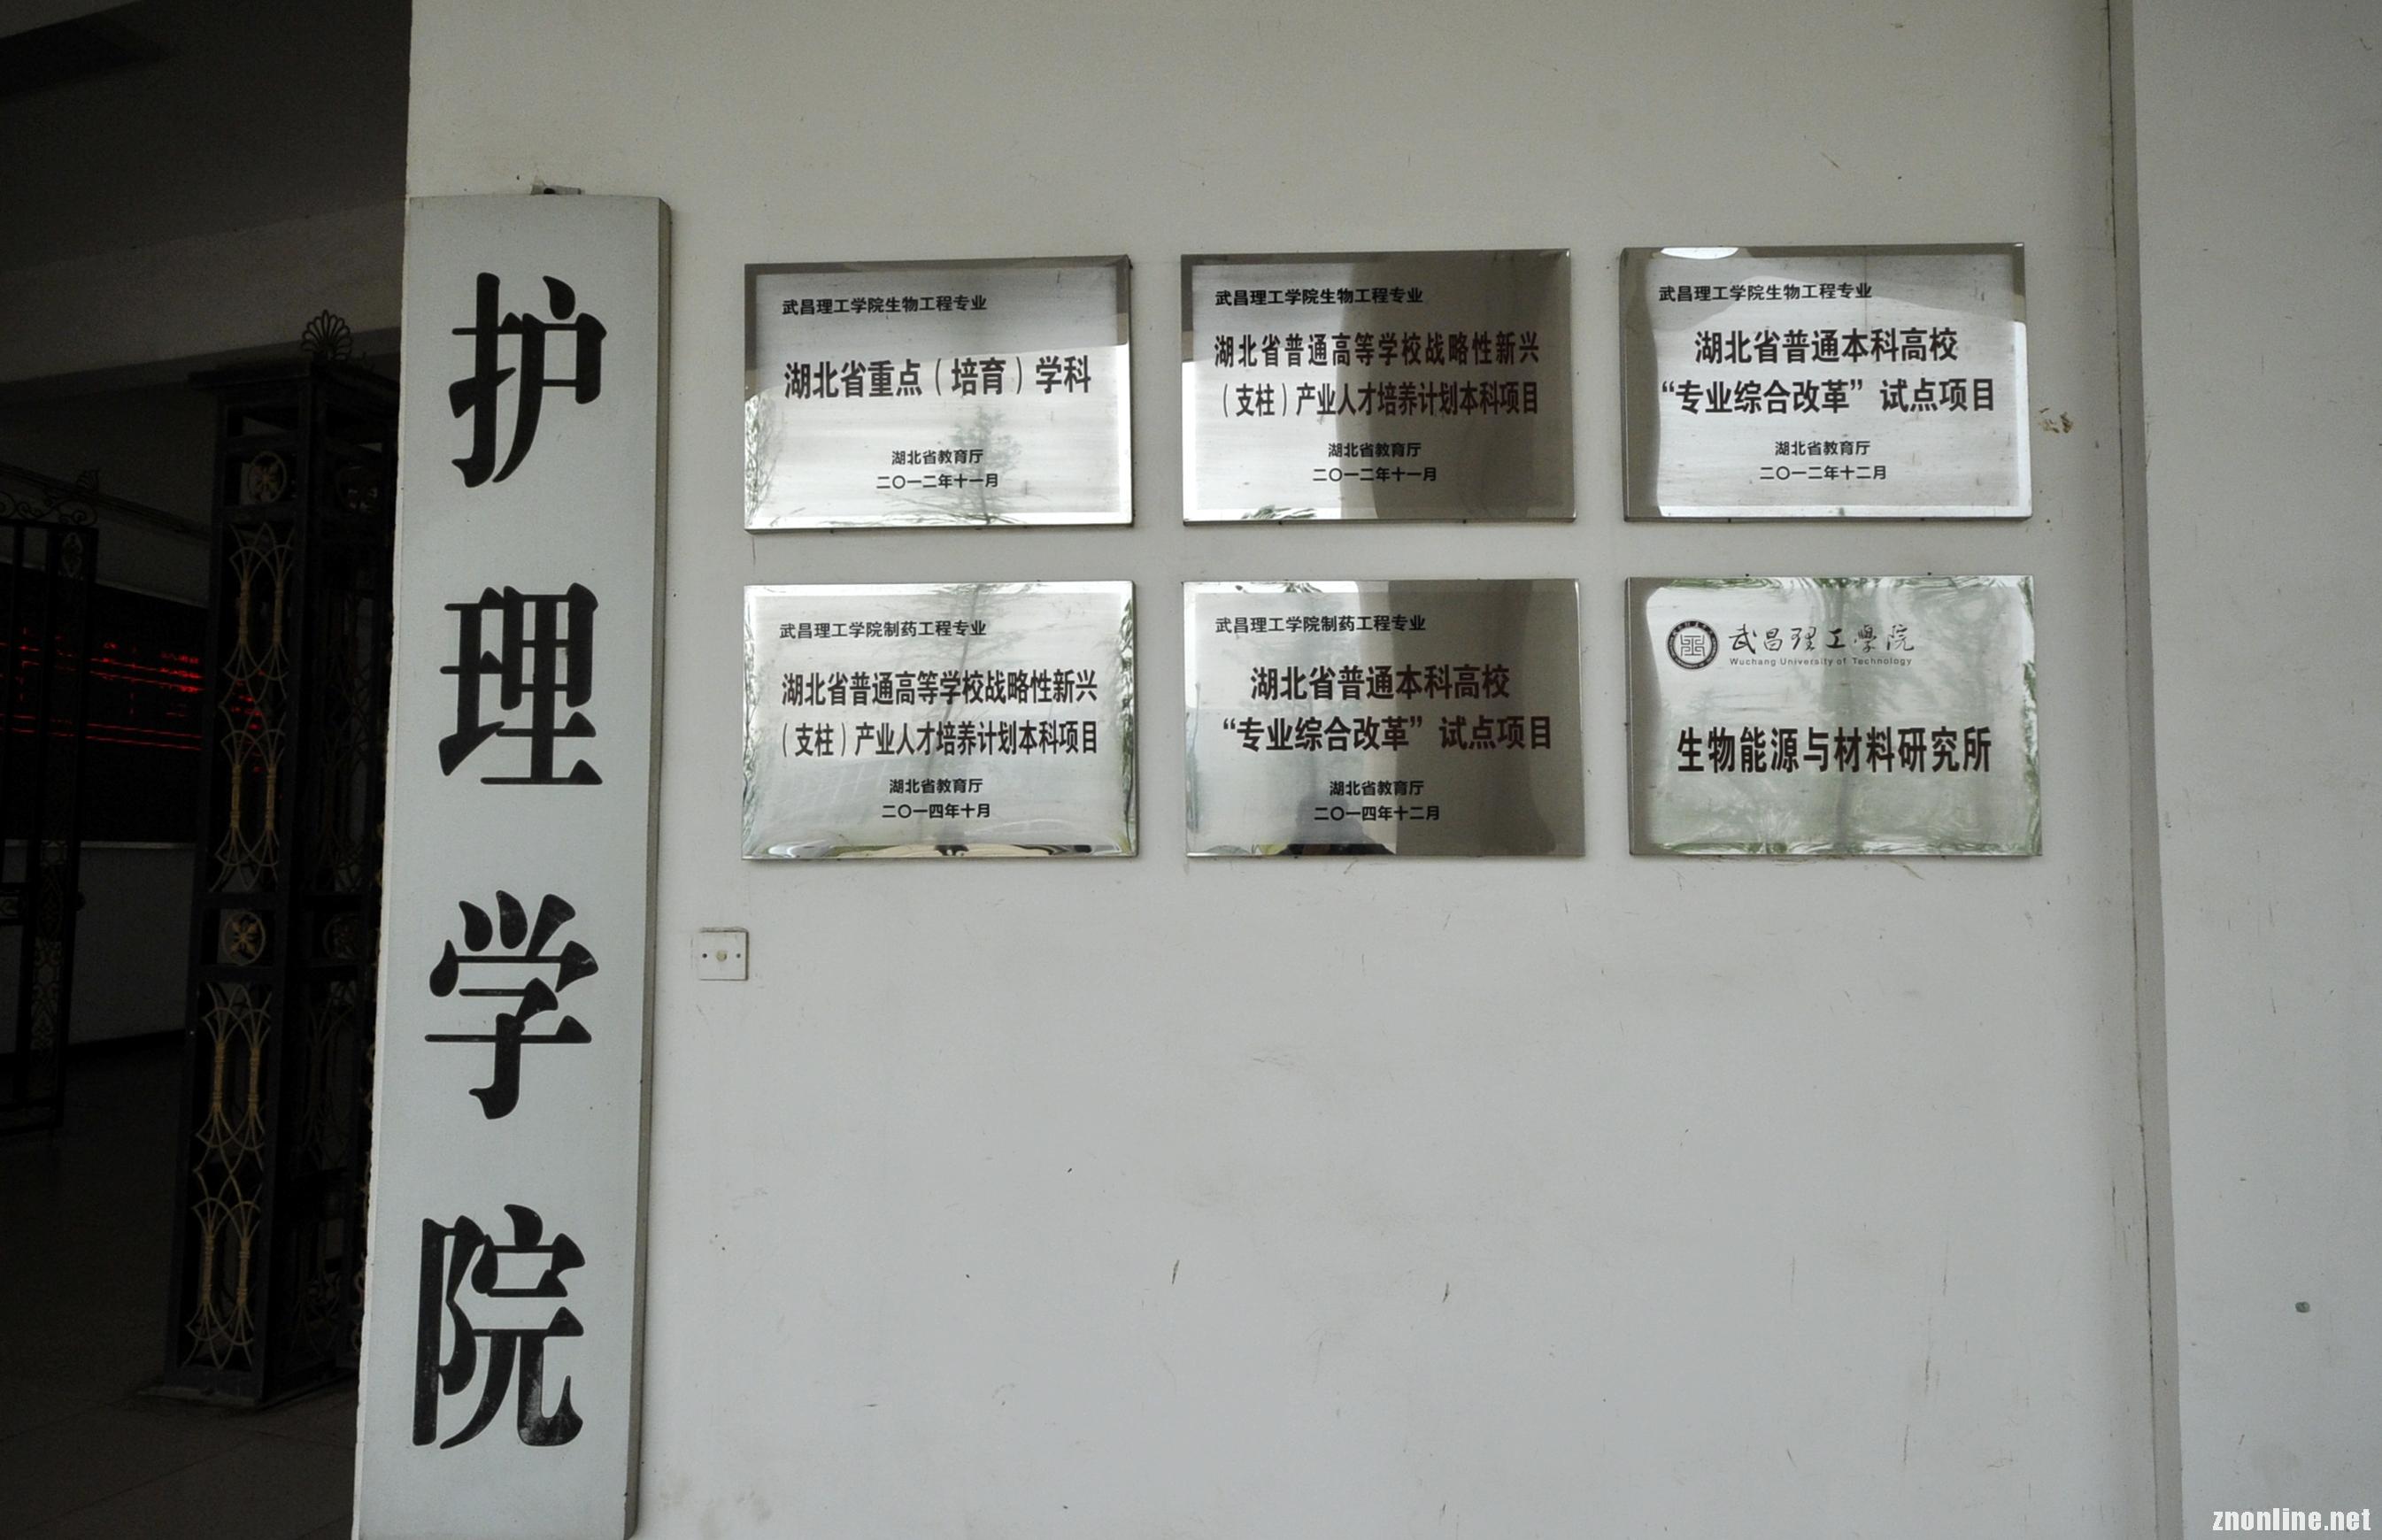 护理学院
武昌理工学院生物工程专业
湖北省重点（培育）学科
湖北省教育厅
二〇一二年十一月
武昌理工学院生物工程专业
湖北省普通高等学校战略性新兴
（支柱）产业人才培养计划本科项目
湖北省教育厅
二〇一二年十一月
武昌理工学院生物工程专业
湖北省普通本科高校
“专业综合改革”试点项目
湖北省教育厅
二〇一二年十二月
武昌理工学院制药工程专业
湖北省普通高等学校战略性新兴
（支柱）产业人才培养计划本科项目
湖北省教育厅
二〇一四年十月
武昌理工学院制药工程专业
湖北省普通本科高校
“专业综合改革”试点项目
湖北省教育厅
二〇一四年十二月
武昌理工學院
Wuchang University of Technology
生物能源与材料研究所
znonline.net